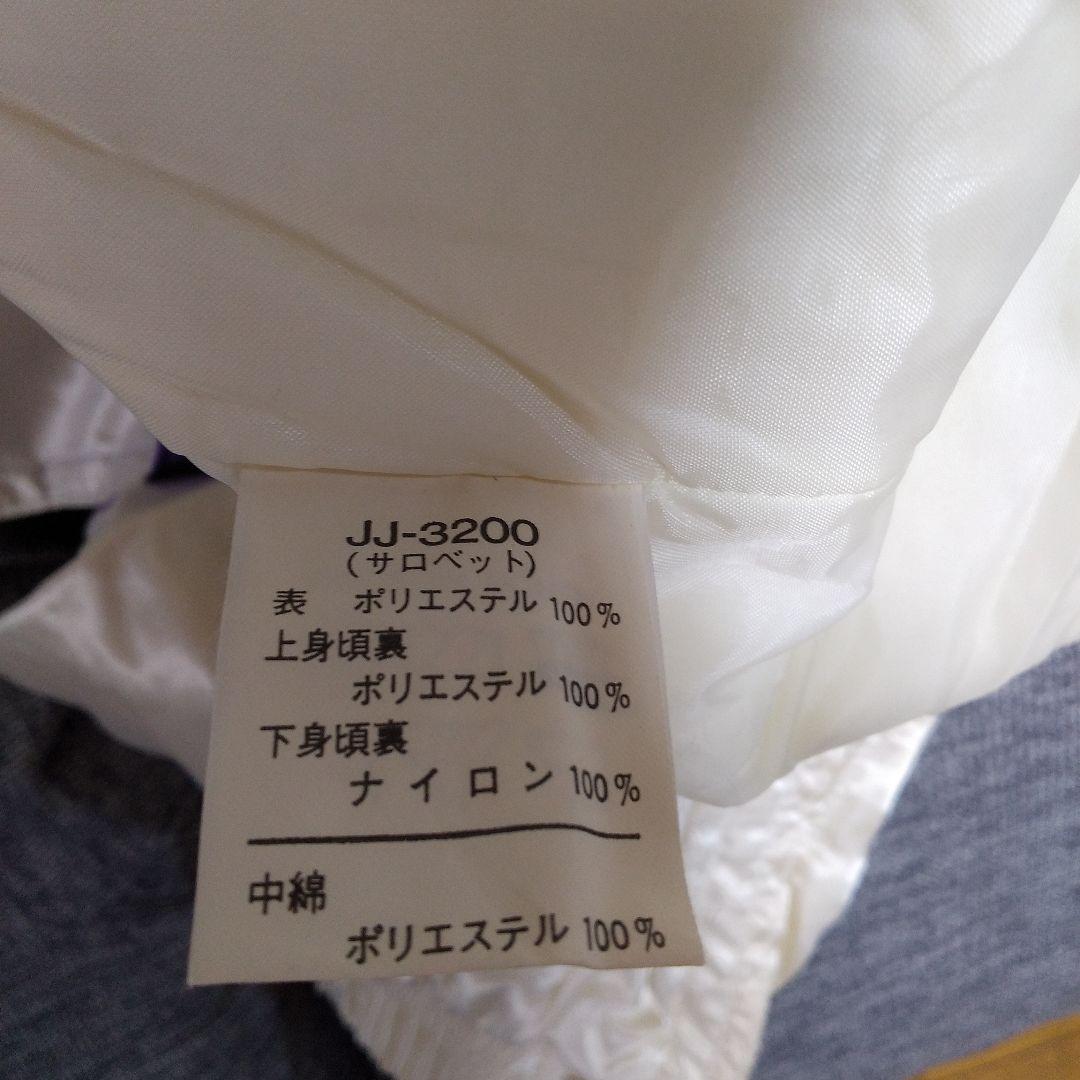 JJ-3200
(サロベット)
表 ポリエステル 100%
上身頃裏
ポリエステル 100%
下身頃裏
ナイロン 100%
中綿
ポリエステル 100%